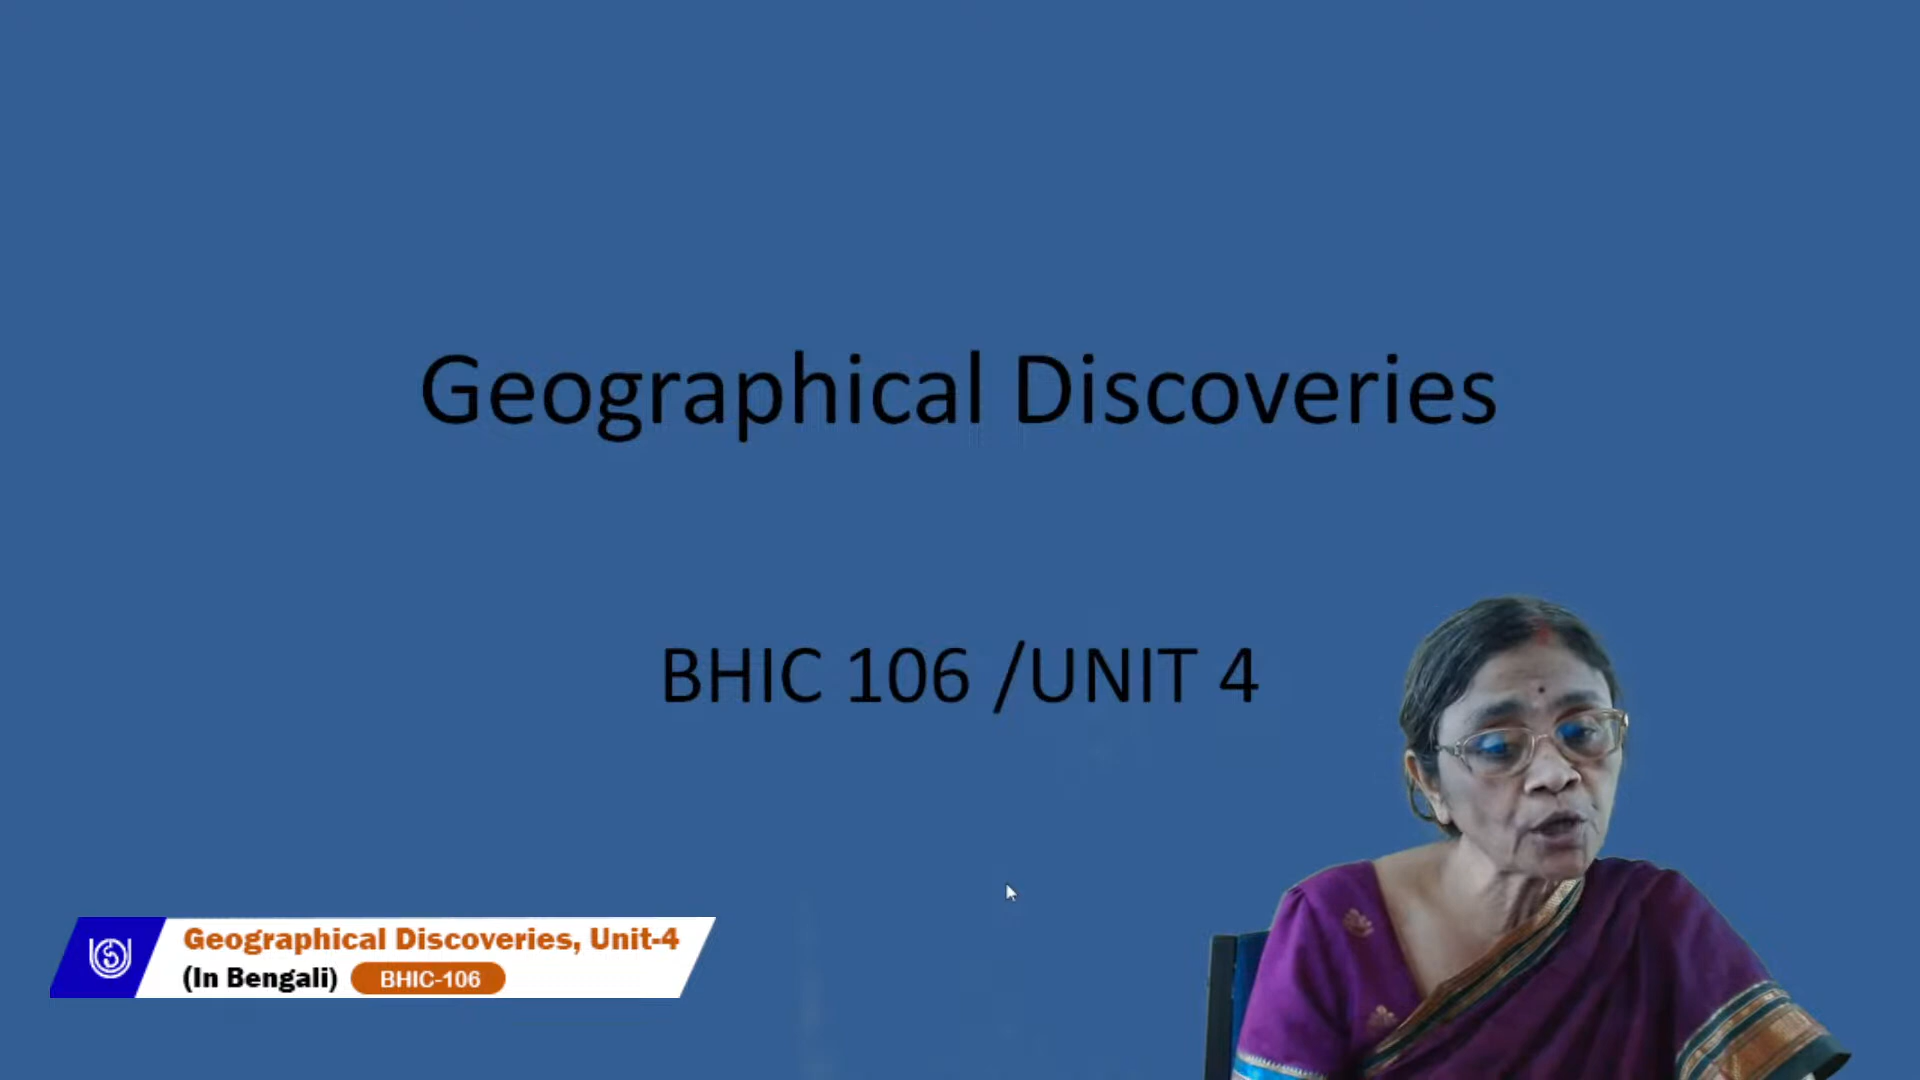 Geographical Discoveries
BHIC 106 /UNIT 4
Geographical Discoveries, Unit-4
(In Bengali) BHIC-106